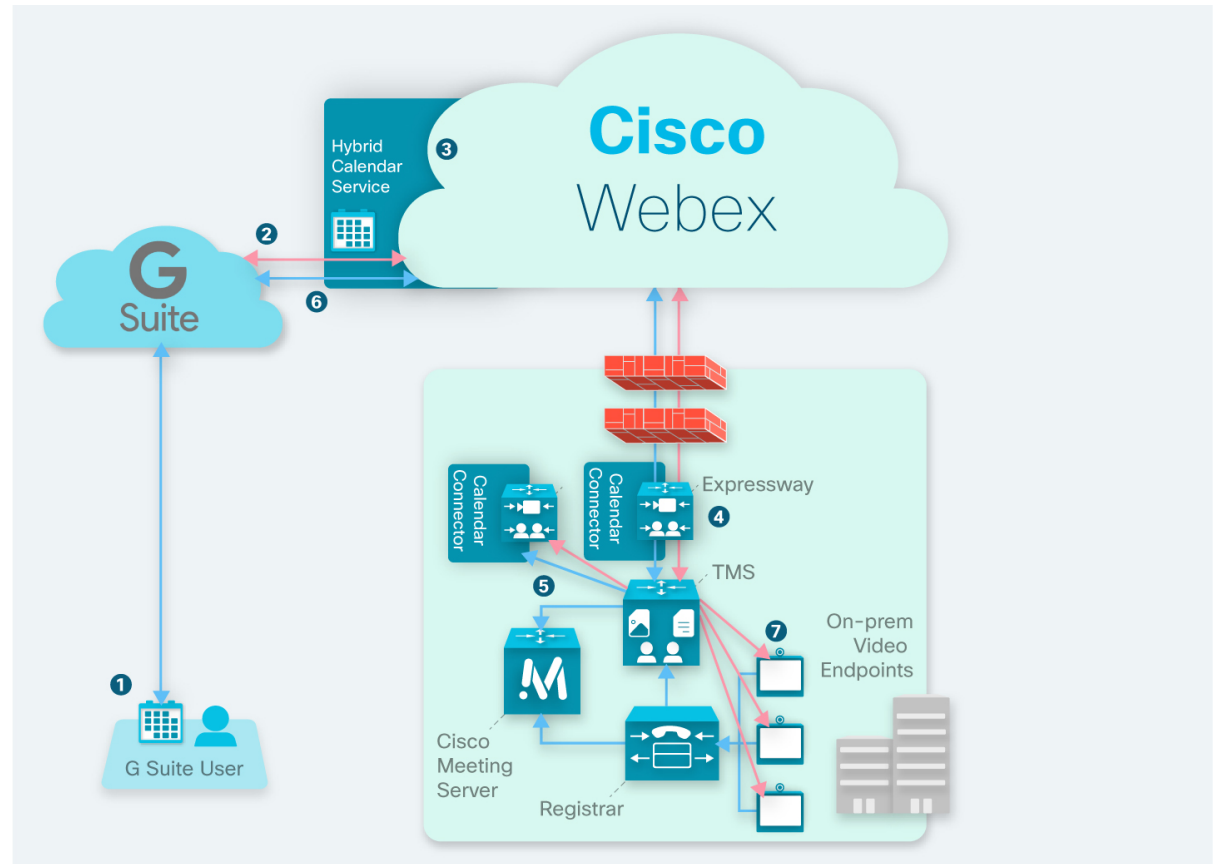 Cisco
Webex
Hybrid
Calendar
Service
3
2
6
G
Suite
Calendar
Connector
Calendar
Connector
Expressway
4
TMS
5
7
On-prem
Video
Endpoints
1
G Suite User
Cisco
Meeting
Server
Registrar